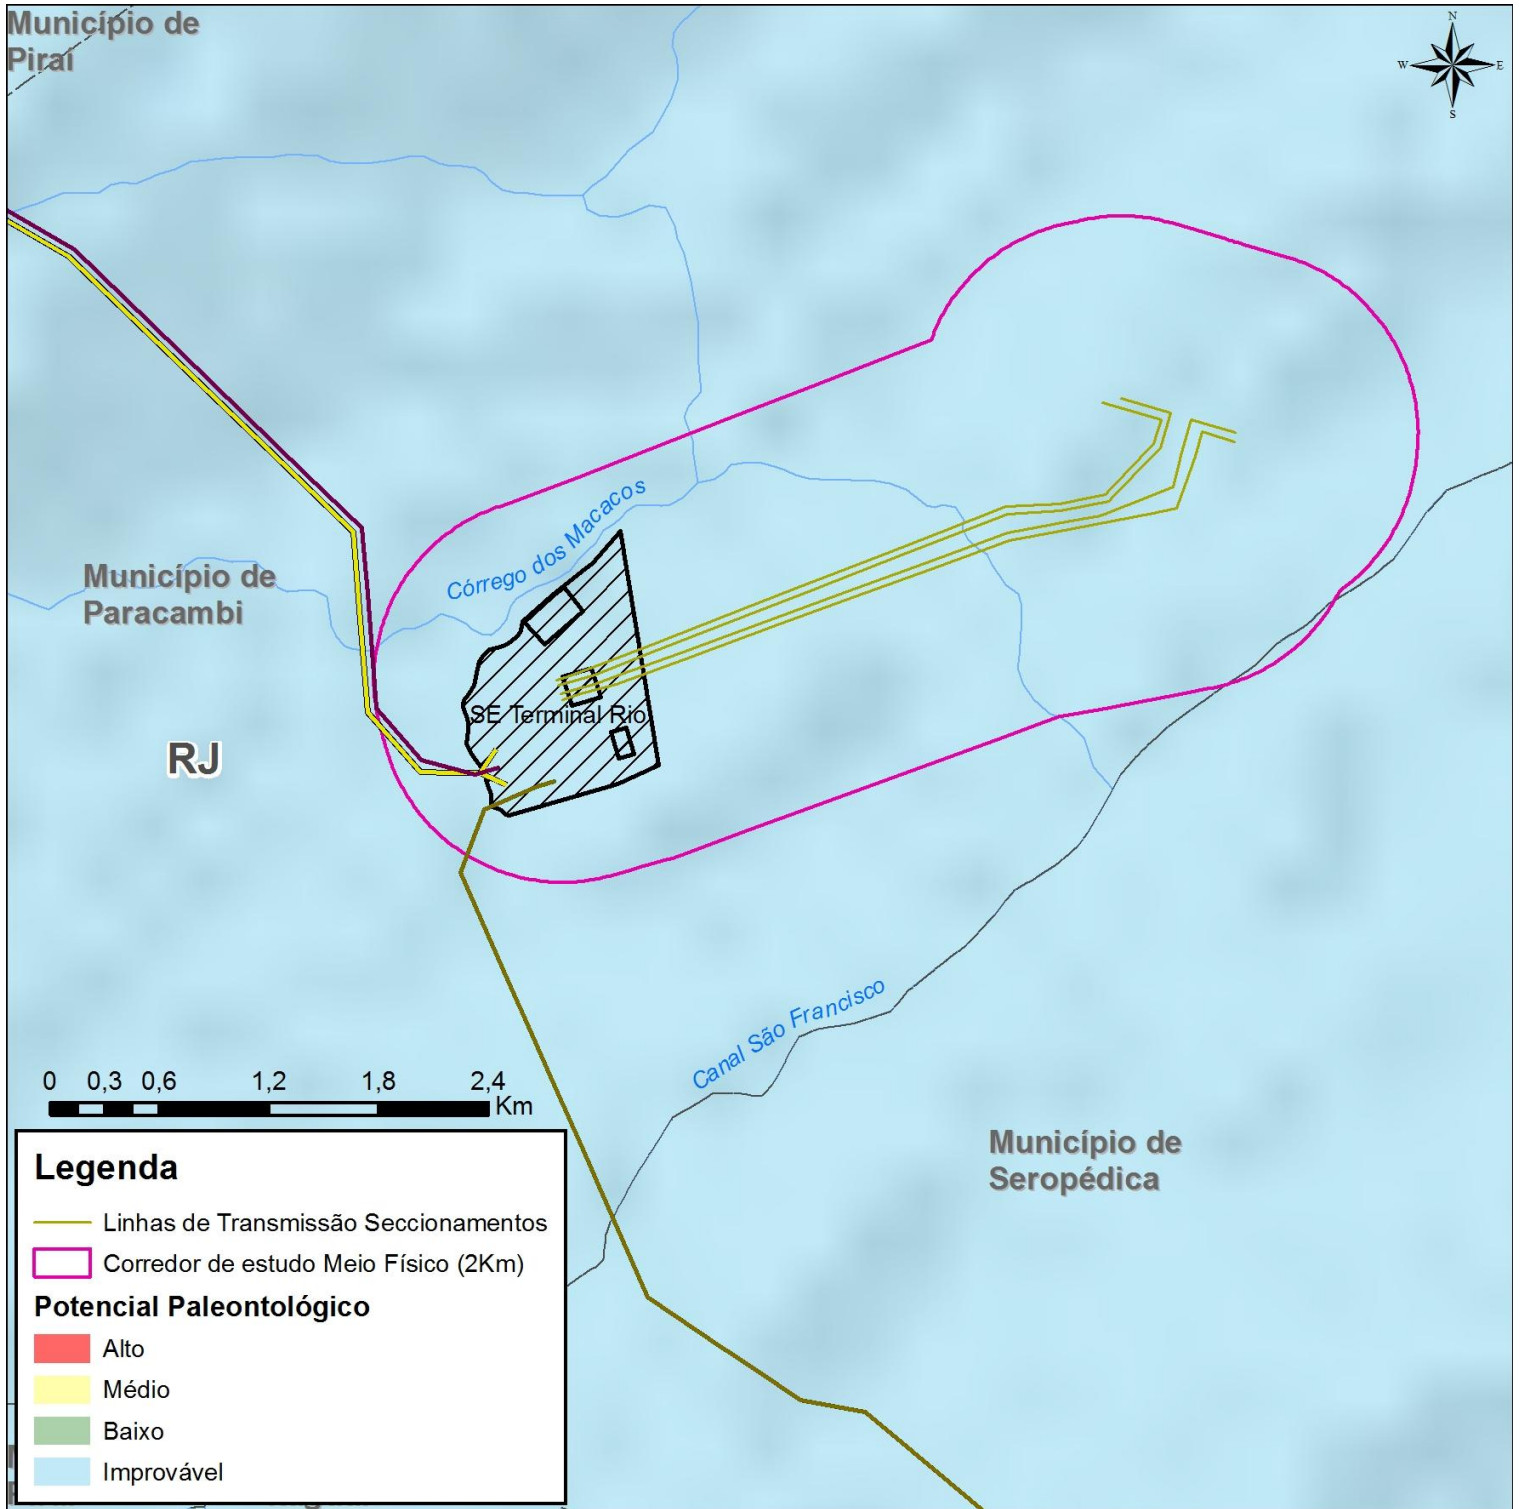 Município de
Piraí
N
W
E
S
Córrego dos Macacos
Município de
Paracambi
SE Terminal Rio
RJ
Canal São Francisco
0 0,3 0,6 1,2 1,8 2,4
Km
Município de
Seropédica
Legenda
Linhas de Transmissão Seccionamentos
Corredor de estudo Meio Físico (2Km)
Potencial Paleontológico
Alto
Médio
Baixo
Improvável